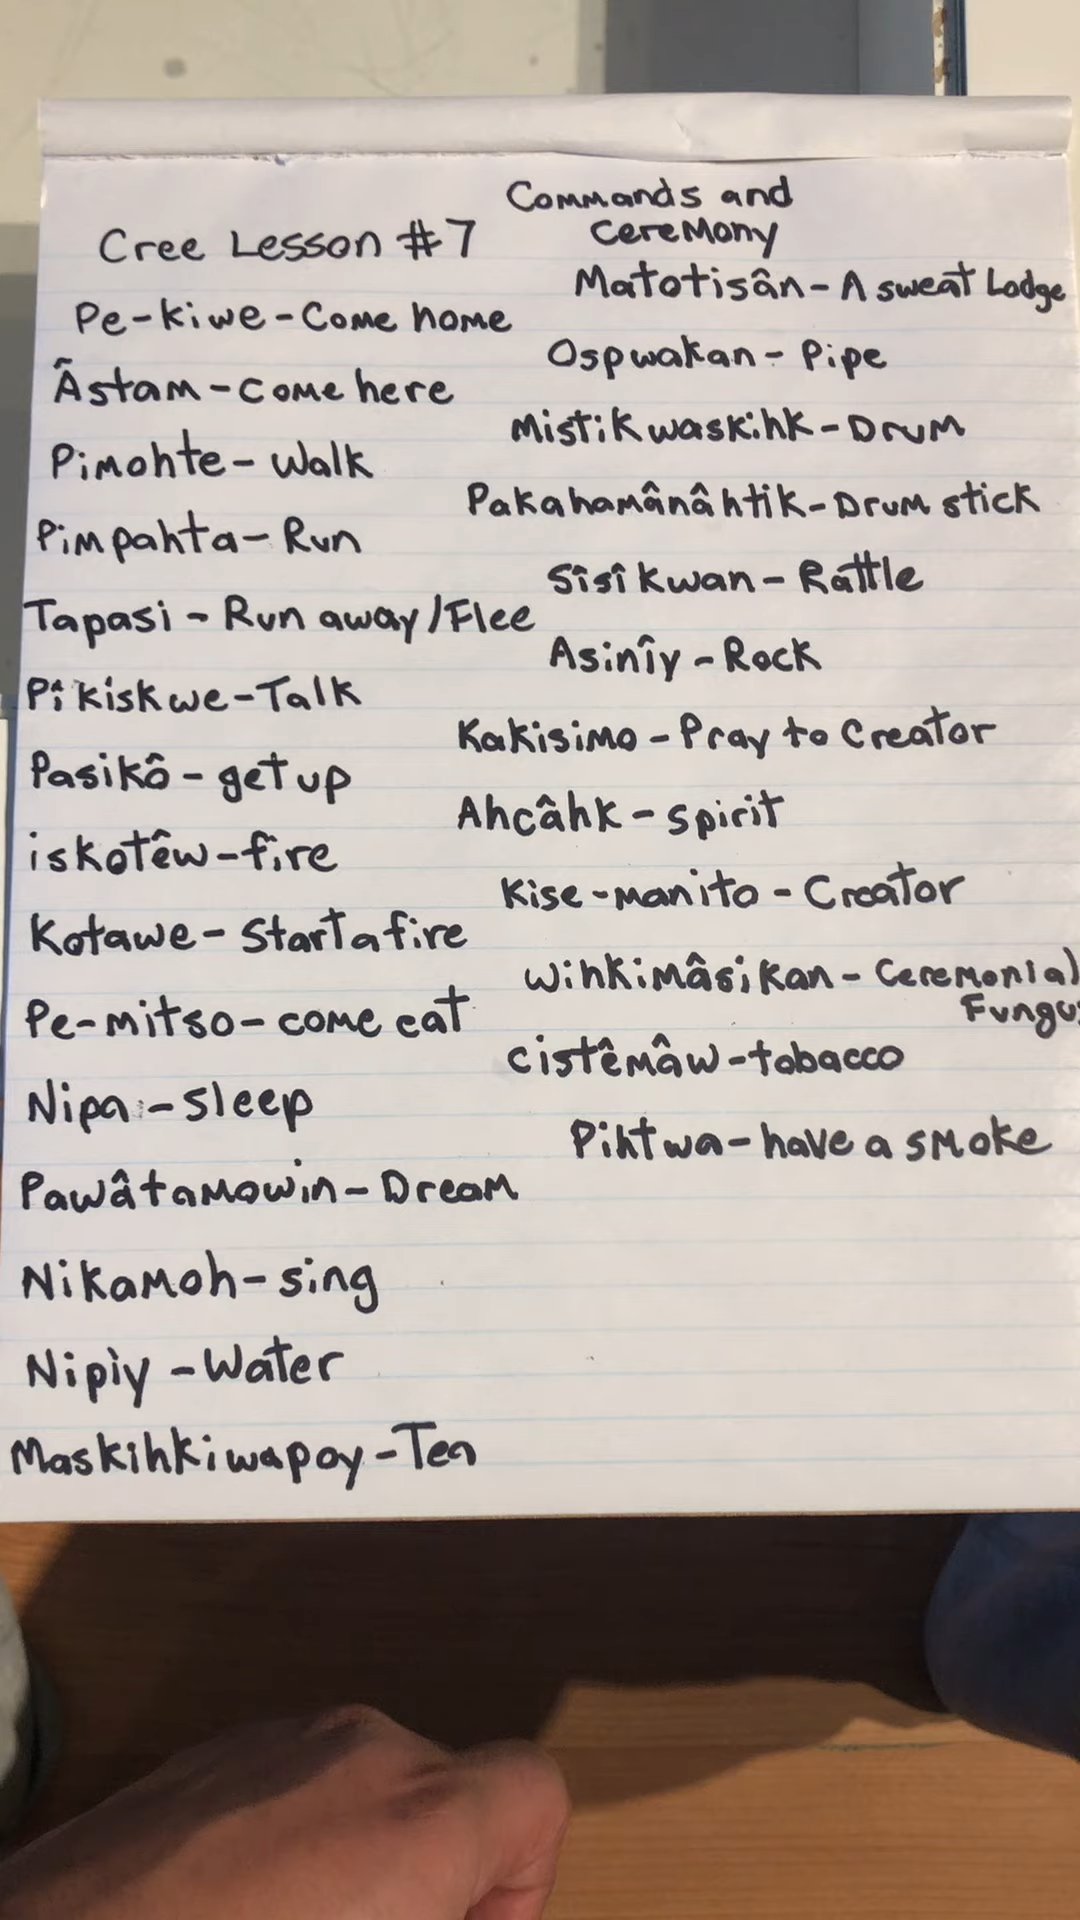 Cree Lesson #7
Pe-kiwe-Come home
Âstam-Come here
Pimohte-Walk
Pimpahta-Run
Tapasi-Run away/Flee
Pîkiskwe-Talk
Pasikô-get up
iskotêw-fire
Kotawe-Start a fire
Pe-mitso-come eat
Nipa-sleep
Pawâtamowin-Dream
Nikamoh-sing
Nipiy-Water
Maskihkiwapoy-Tea
Commands and
Ceremony
Matotisân-A sweat Lodge
Ospwakan-Pipe
Mistikwaskihk-Drum
Pakahamânâhtik-Drum stick
Sîsîkwan-Rattle
Asinîy-Rock
Kakisimo-Pray to Creator
Ahcâhk-spirit
Kise-manito-Creator
Wihkimâsikan-Ceremonial
Fungus
cistêmâw-tobacco
Pihtwa-have a smoke